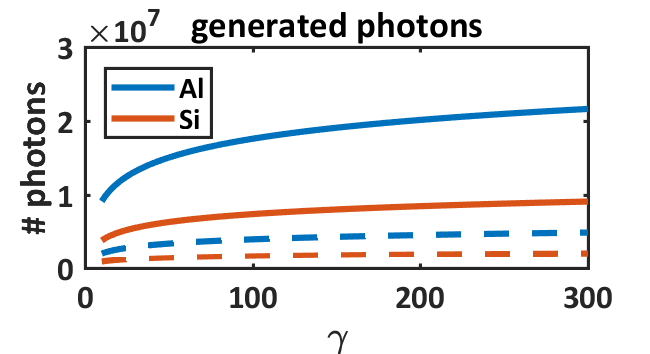 ×10⁷ generated photons
3
2
1
0
# photons
Al
Si
0 100 200 300
γ